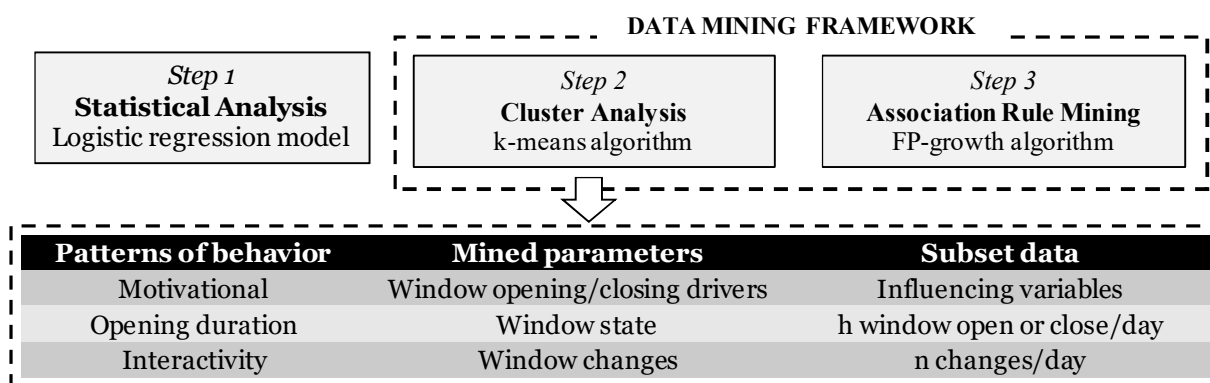 DATA MINING FRAMEWORK
Step 1
Statistical Analysis
Logistic regression model
Step 2
Cluster Analysis
k-means algorithm
Step 3
Association Rule Mining
FP-growth algorithm
Patterns of behavior Mined parameters Subset data
Motivational Window opening/closing drivers Influencing variables
Opening duration Window state h window open or close/day
Interactivity Window changes n changes/day